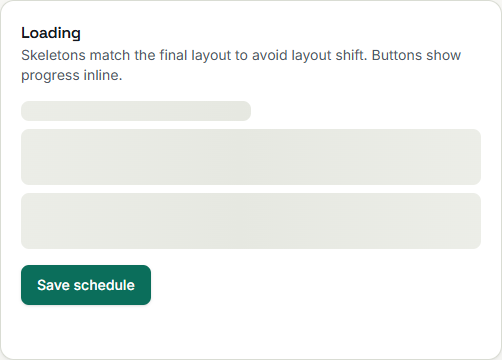 Loading
Skeletons match the final layout to avoid layout shift. Buttons show
progress inline.
Save schedule